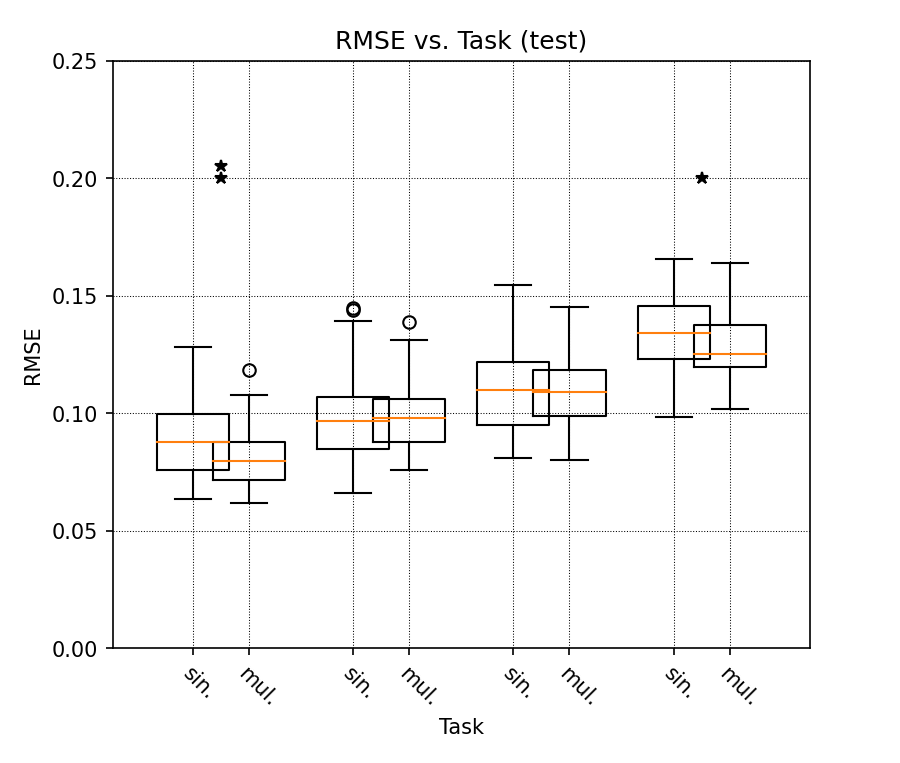 RMSE vs. Task (test)
0.25
0.20
0.15
0.10
0.05
0.00
RMSE
sin.
mul.
sin.
mul.
sin.
mul.
sin.
mul.
Task